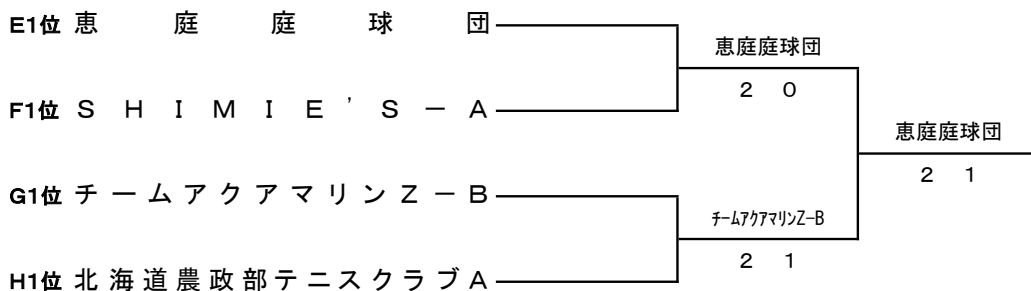 E1位 恵庭庭球団
恵庭庭球団
2 0
F1位 SHIMIE'S-A
恵庭庭球団
2 1
G1位 チームアクアマリンZ-B
チームアクアマリンZ-B
2 1
H1位 北海道農政部テニスクラブA